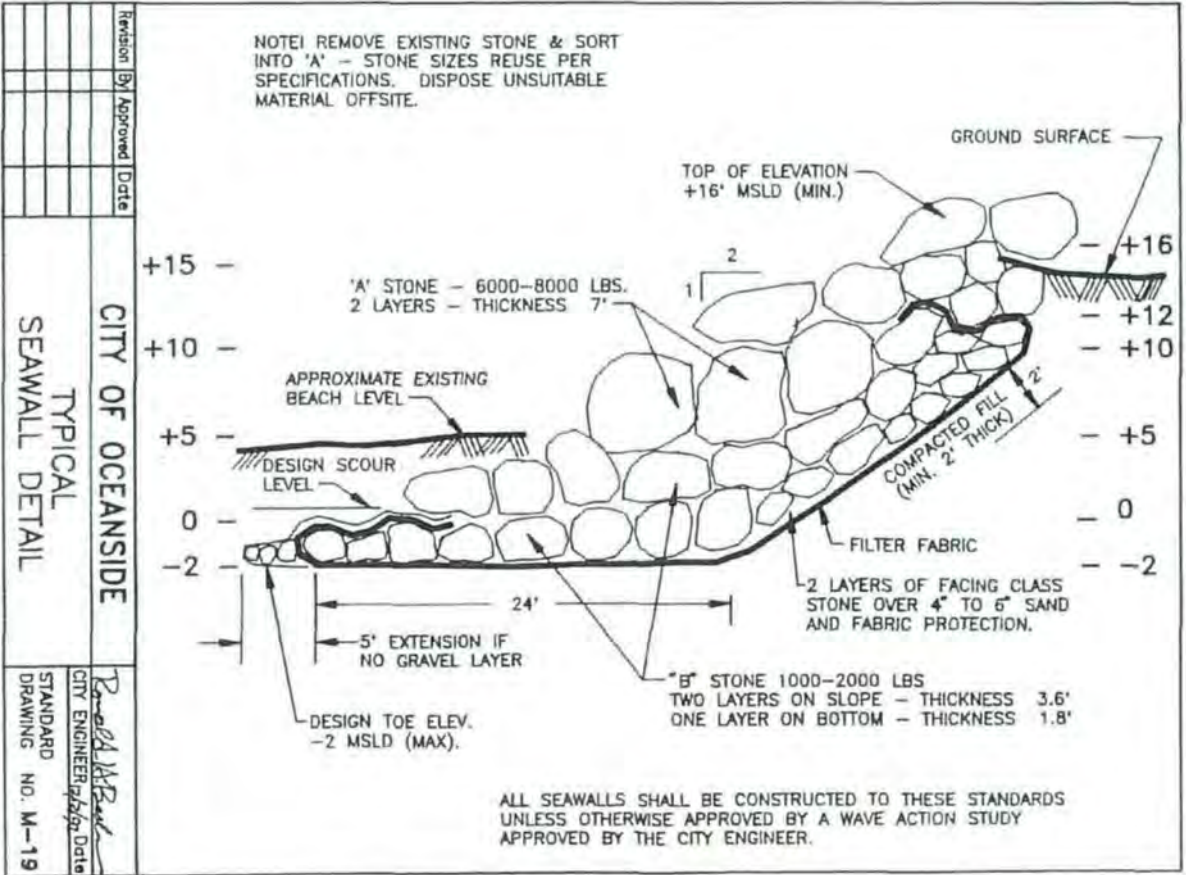 NOTE! REMOVE EXISTING STONE & SORT
INTO 'A' - STONE SIZES REUSE PER
SPECIFICATIONS. DISPOSE UNSUITABLE
MATERIAL OFFSITE.
GROUND SURFACE
TOP OF ELEVATION
+16' MSLD (MIN.)
+15
+10
+5
0
-2
+16
+12
+10
+5
0
-2
2
1
'A' STONE - 6000-8000 LBS.
2 LAYERS - THICKNESS 7'
APPROXIMATE EXISTING
BEACH LEVEL
DESIGN SCOUR
LEVEL
2'
COMPACTED FILL
(MIN. 2' THICK)
FILTER FABRIC
2 LAYERS OF FACING CLASS
STONE OVER 4" TO 6" SAND
AND FABRIC PROTECTION.
24'
5' EXTENSION IF
NO GRAVEL LAYER
"B" STONE 1000-2000 LBS
TWO LAYERS ON SLOPE - THICKNESS 3.6'
ONE LAYER ON BOTTOM - THICKNESS 1.8'
DESIGN TOE ELEV.
-2 MSLD (MAX).
ALL SEAWALLS SHALL BE CONSTRUCTED TO THESE STANDARDS
UNLESS OTHERWISE APPROVED BY A WAVE ACTION STUDY
APPROVED BY THE CITY ENGINEER.
Revision By Approved Date
CITY OF OCEANSIDE
TYPICAL
SEAWALL DETAIL
CITY ENGINEER Date
STANDARD
DRAWING NO. M-19